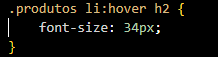 .produtos li:hover h2 {
    font-size: 34px;
}